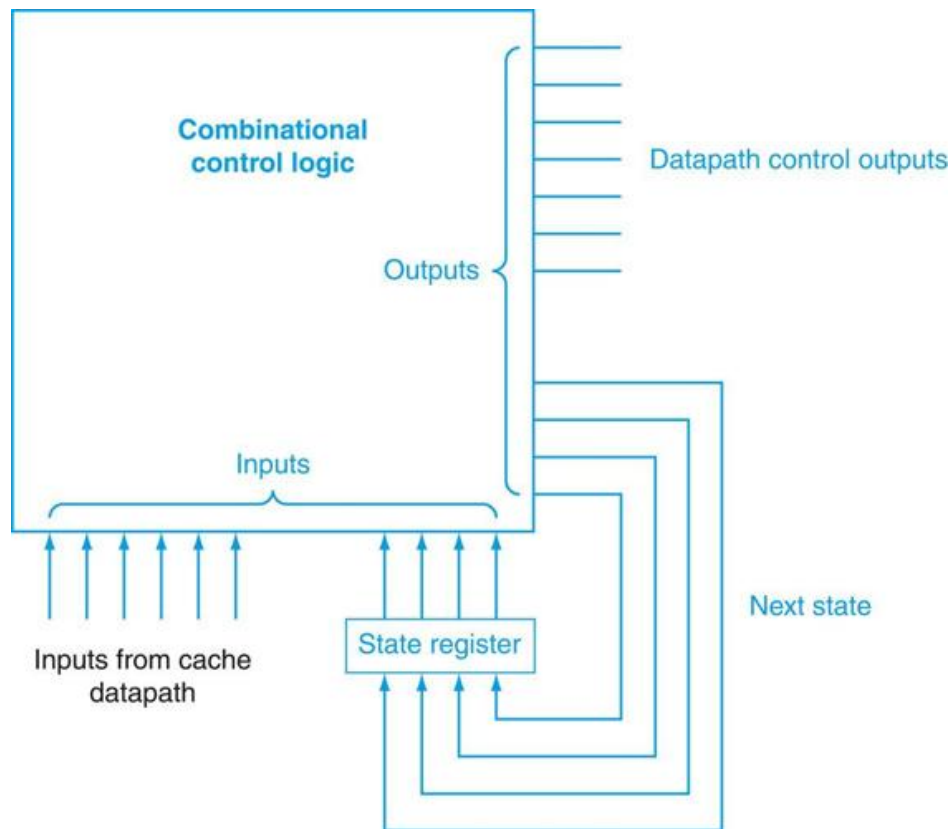 Combinational
control logic
Datapath control outputs
Outputs
Inputs
Next state
State register
Inputs from cache
datapath